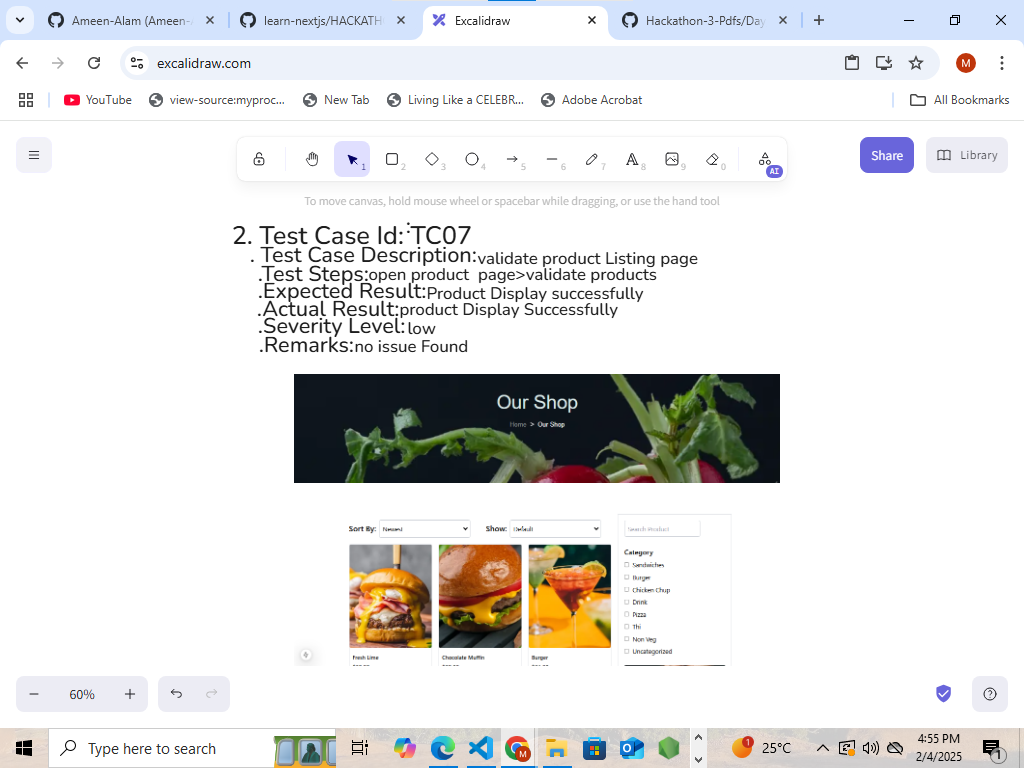 Ameen-Alam (Ameen-
learn-nextjs/HACKATH
Excalidraw
Hackathon-3-Pdfs/Day
excalidraw.com
M
YouTube
view-source:myproc...
New Tab
Living Like a CELEBR...
Adobe Acrobat
All Bookmarks
1
2
3
4
5
6
7
A
8
9
0
AI
Share
Library
To move canvas, hold mouse wheel or spacebar while dragging, or use the hand tool
2. Test Case Id: TC07
. Test Case Description:validate product Listing page
.Test Steps:open product page>validate products
.Expected Result:Product Display successfully
.Actual Result:product Display Successfully
.Severity Level:low
.Remarks:no issue Found
Our Shop
Home > Our Shop
Sort By: Newest
Show: Default
Search Product
Category
Sandwiches
Burger
Chicken Chup
Drink
Pizza
Thi
Non Veg
Uncategorized
Fresh Lime
Chocolate Muffin
Burger
60%
Type here to search
M
1
25°C
4:55 PM
2/4/2025
1